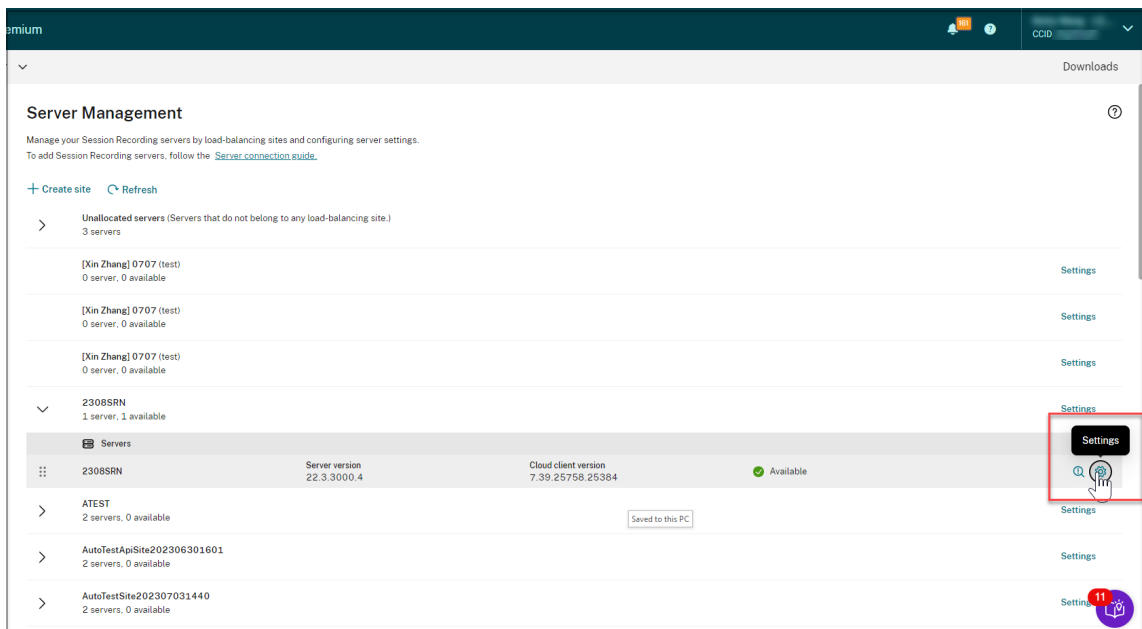 emium
161
?
CCID
Downloads
Server Management
?
Manage your Session Recording servers by load-balancing sites and configuring server settings.
To add Session Recording servers, follow the Server connection guide.
+ Create site Refresh
Unallocated servers (Servers that do not belong to any load-balancing site.)
3 servers
[Xin Zhang] 0707 (test)
0 server, 0 available
Settings
[Xin Zhang] 0707 (test)
0 server, 0 available
Settings
[Xin Zhang] 0707 (test)
0 server, 0 available
Settings
2308SRN
1 server, 1 available
Settings
Servers
Settings
2308SRN
Server version
22.3.3000.4
Cloud client version
7.39.25758.25384
Available
ATEST
2 servers, 0 available
Settings
Saved to this PC
AutoTestApiSite202306301601
2 servers, 0 available
Settings
AutoTestSite202307031440
2 servers, 0 available
Setting
11